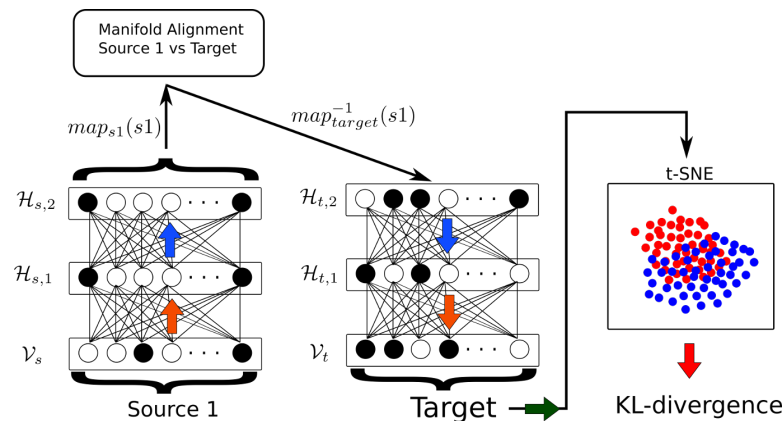 Manifold Alignment
Source 1 vs Target
map_{s1}(s1)
map^{-1}_{target}(s1)
t-SNE
ℋ_{s,2}
ℋ_{t,2}
ℋ_{s,1}
ℋ_{t,1}
𝒱_s
𝒱_t
Source 1
Target
KL-divergence